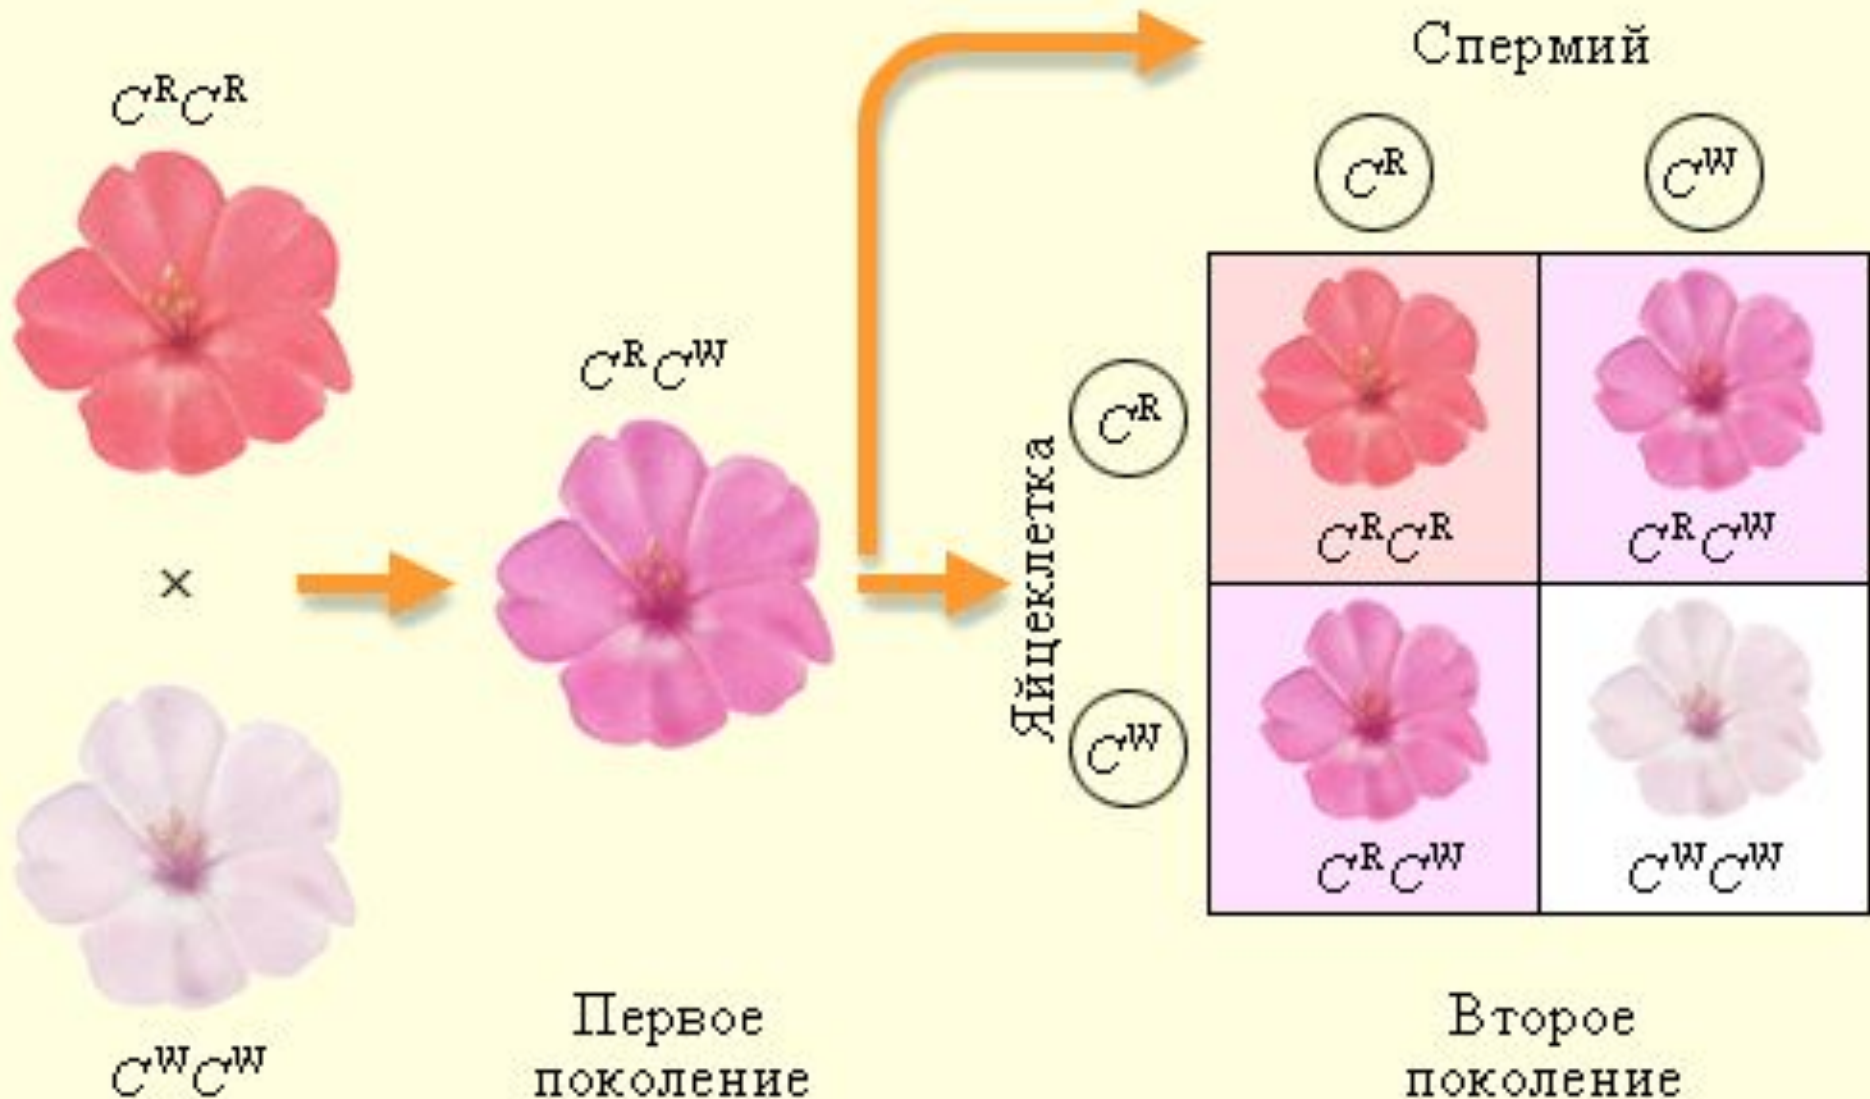 CᴿCᴿ
×
CᵂCᵂ
CᴿCᵂ
Первое
поколение
Спермий
Cᴿ
Cᵂ
Яйцеклетка
Cᴿ
Cᵂ
CᴿCᴿ
CᴿCᵂ
CᴿCᵂ
CᵂCᵂ
Второе
поколение